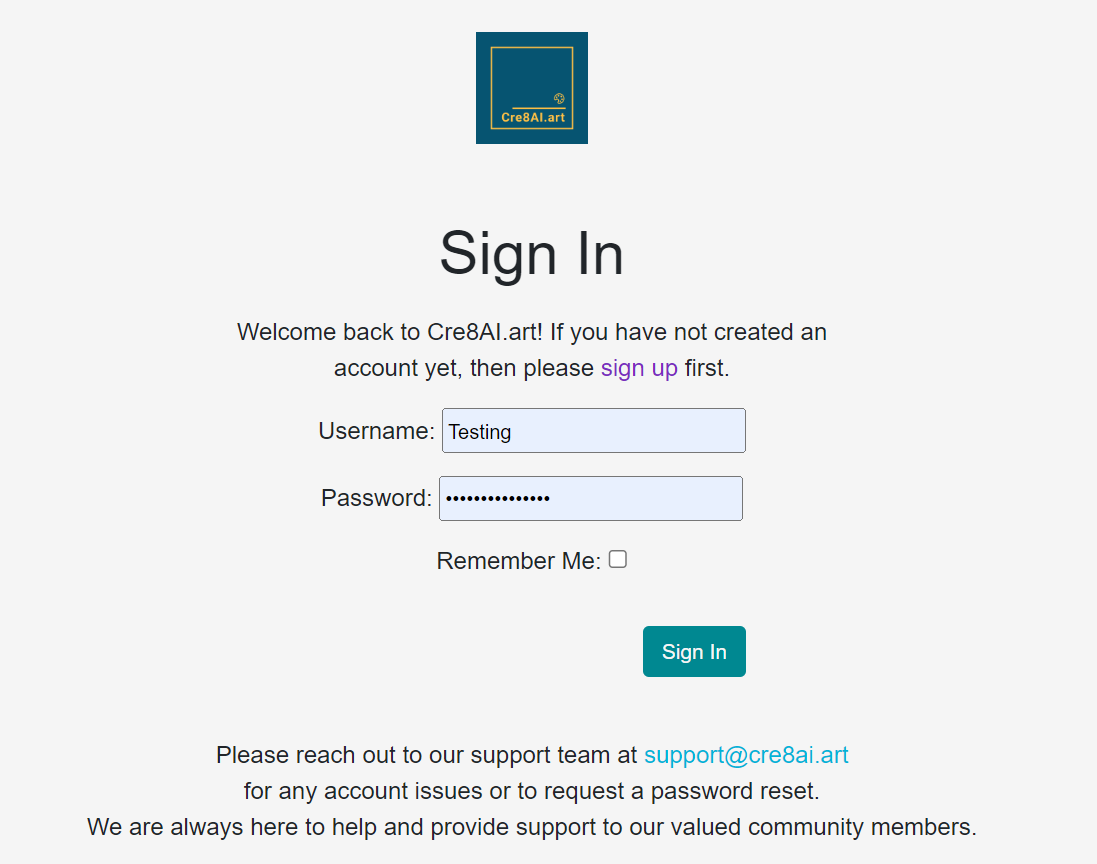 Cre8AI.art
Sign In
Welcome back to Cre8AI.art! If you have not created an
account yet, then please sign up first.
Username: Testing
Password: •••••••••••••••
Remember Me:
Sign In
Please reach out to our support team at support@cre8ai.art
for any account issues or to request a password reset.
We are always here to help and provide support to our valued community members.